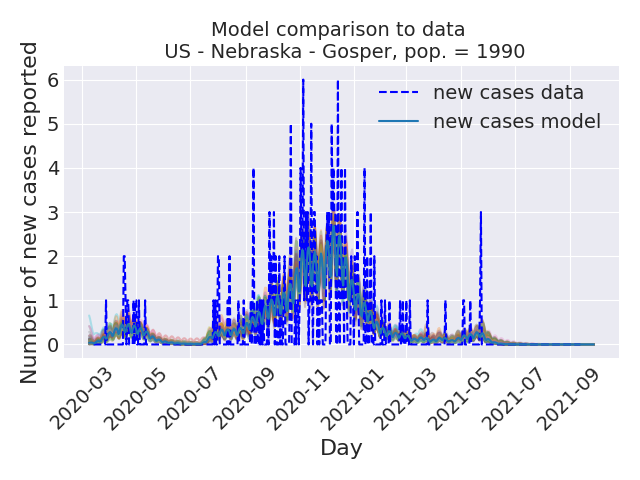 Model comparison to data
US - Nebraska - Gosper, pop. = 1990
Number of new cases reported
6
5
4
3
2
1
0
new cases data
new cases model
2020-03
2020-05
2020-07
2020-09
2020-11
2021-01
2021-03
2021-05
2021-07
2021-09
Day